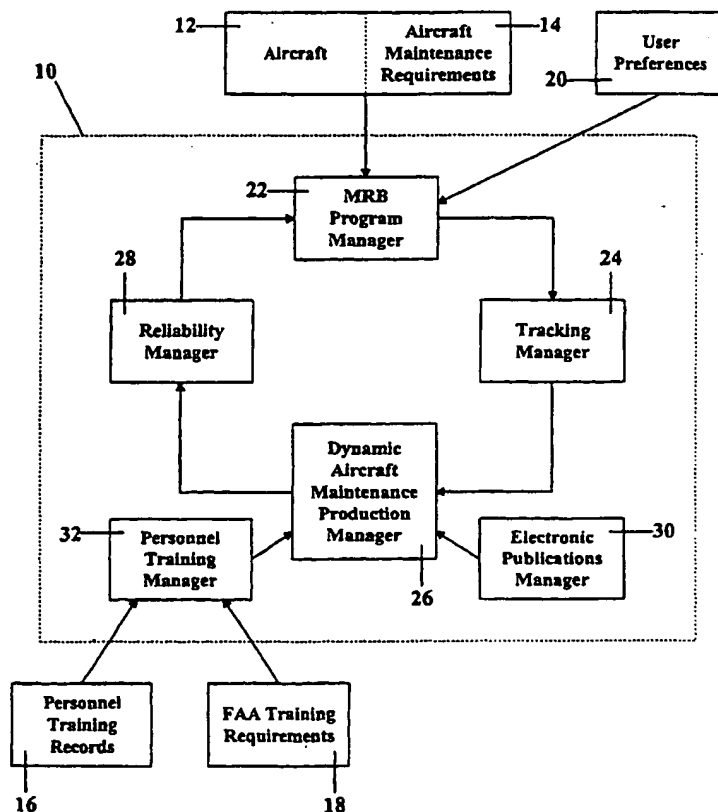 12
Aircraft
Aircraft
Maintenance
Requirements
14
User
Preferences
20
10
22
MRB
Program
Manager
28
Reliability
Manager
24
Tracking
Manager
Dynamic
Aircraft
Maintenance
Production
Manager
26
32
Personnel
Training
Manager
Electronic
Publications
Manager
30
Personnel
Training
Records
16
FAA Training
Requirements
18